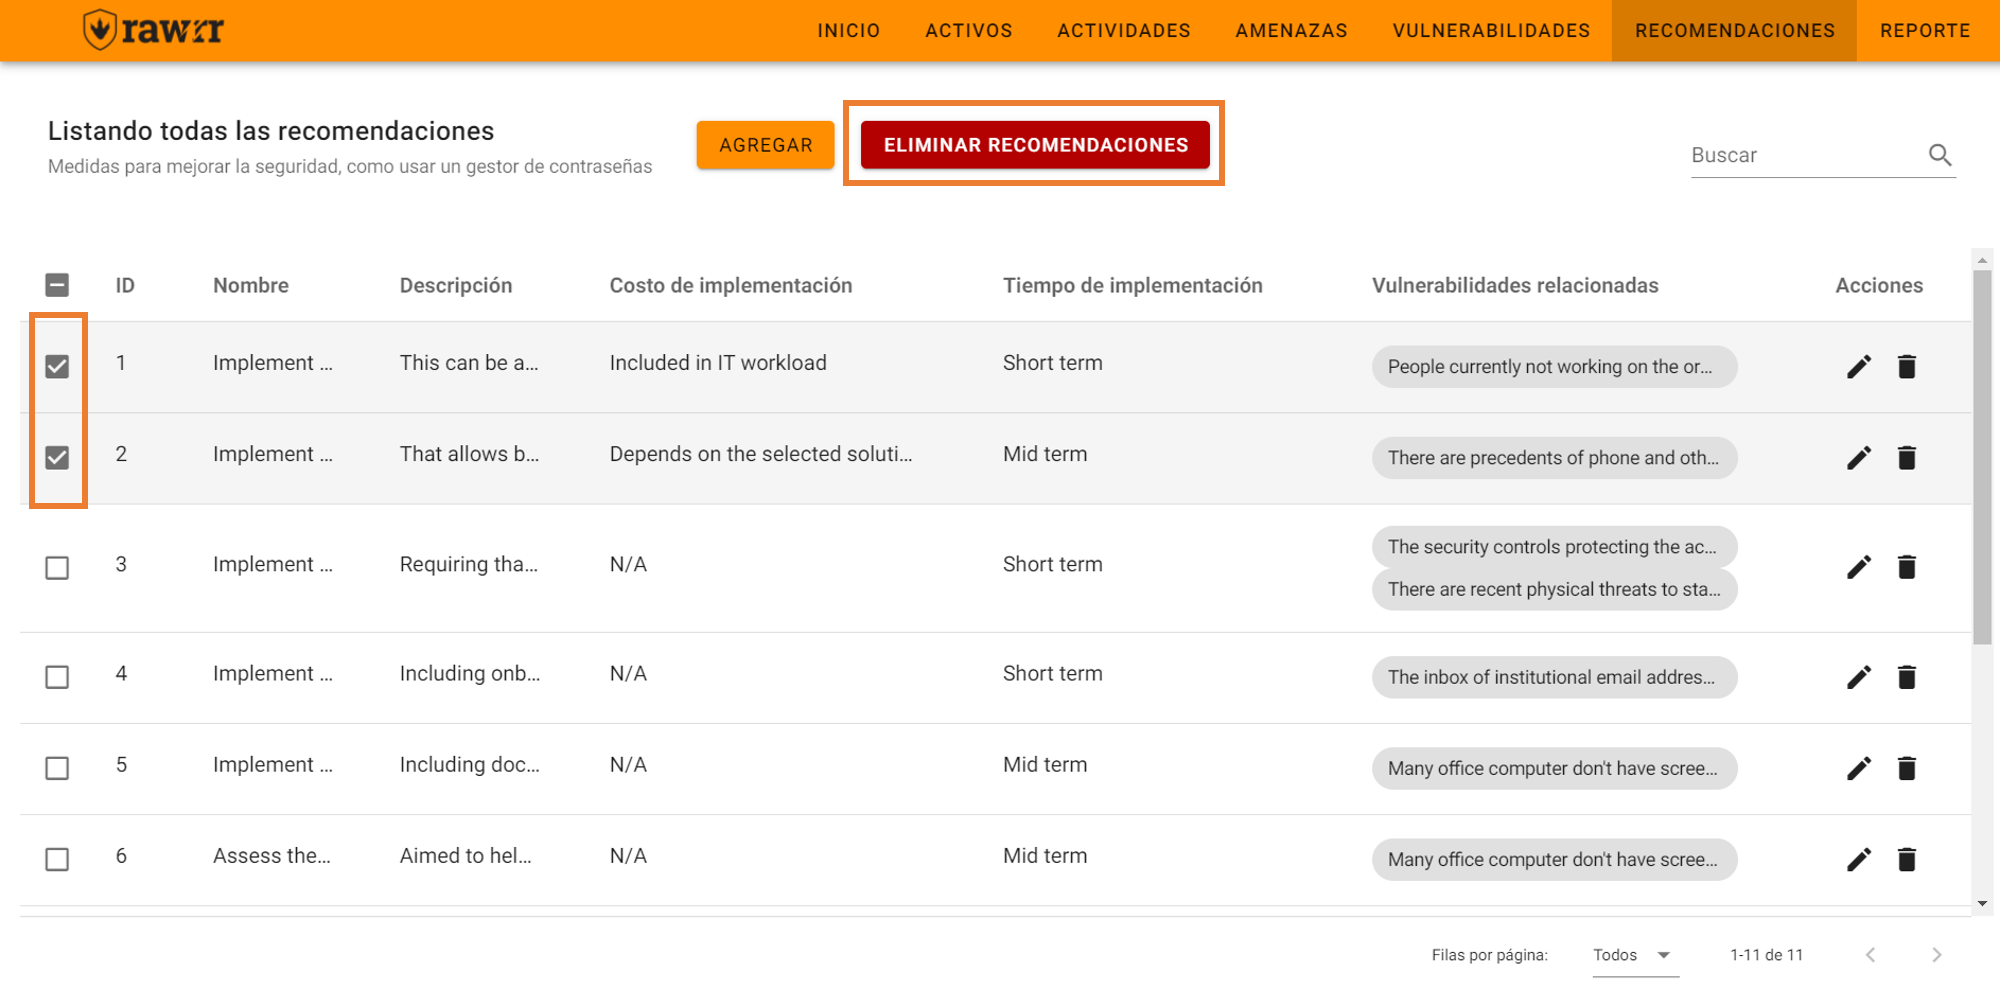 rawrr
INICIO ACTIVOS ACTIVIDADES AMENAZAS VULNERABILIDADES RECOMENDACIONES REPORTE
Listando todas las recomendaciones
Medidas para mejorar la seguridad, como usar un gestor de contraseñas
AGREGAR
ELIMINAR RECOMENDACIONES
Buscar
ID Nombre Descripción Costo de implementación Tiempo de implementación Vulnerabilidades relacionadas Acciones
1 Implement ... This can be a... Included in IT workload Short term People currently not working on the or...
2 Implement ... That allows b... Depends on the selected soluti... Mid term There are precedents of phone and oth...
3 Implement ... Requiring tha... N/A Short term The security controls protecting the ac...
There are recent physical threats to sta...
4 Implement ... Including onb... N/A Short term The inbox of institutional email addres...
5 Implement ... Including doc... N/A Mid term Many office computer don't have scree...
6 Assess the... Aimed to hel... N/A Mid term Many office computer don't have scree...
Filas por página: Todos 1-11 de 11